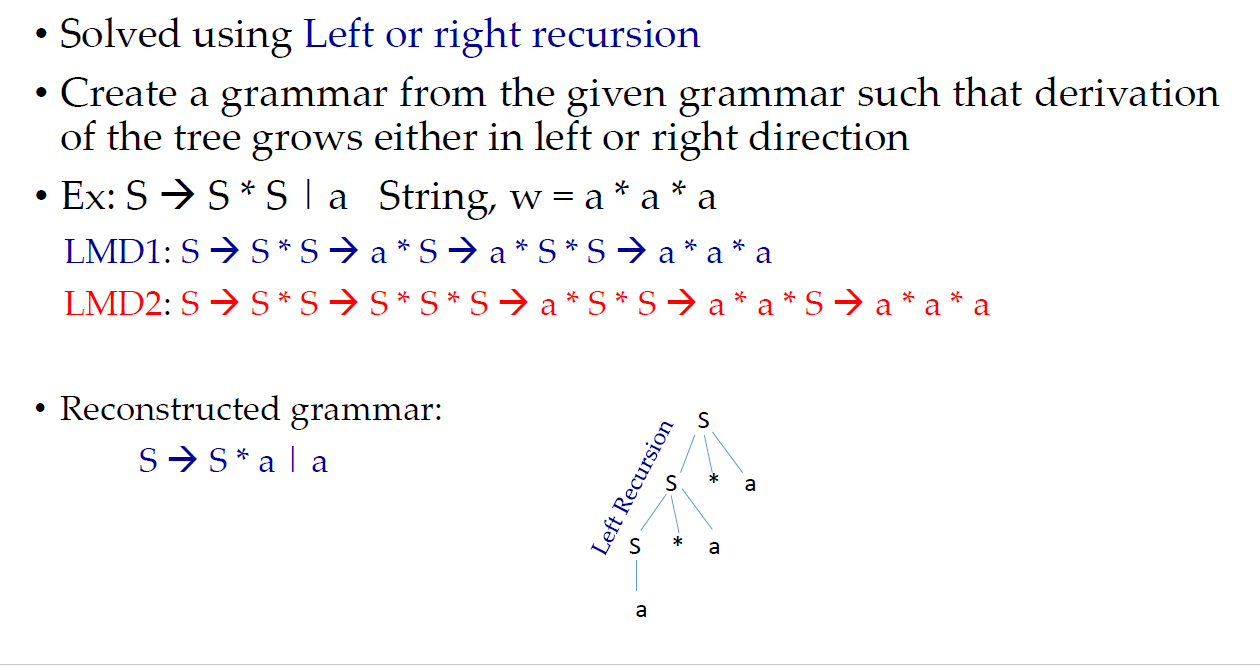 • Solved using Left or right recursion
• Create a grammar from the given grammar such that derivation
of the tree grows either in left or right direction
• Ex: S → S * S | a String, w = a * a * a
LMD1: S → S * S → a * S → a * S * S → a * a * a
LMD2: S → S * S → S * S * S → a * S * S → a * a * S → a * a * a
• Reconstructed grammar:
S → S * a | a
Left Recursion
S
S * a
S * a
a